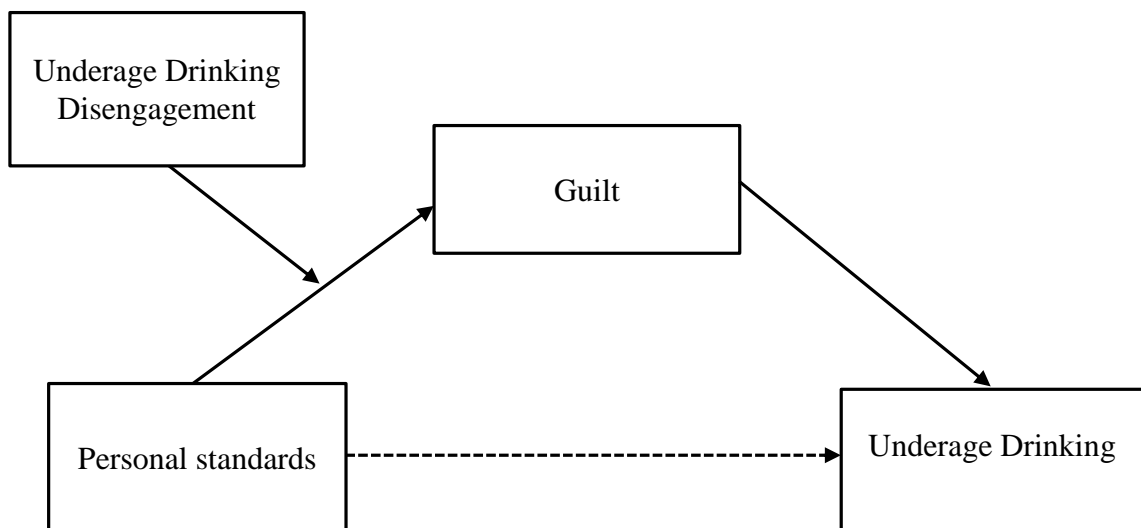 Underage Drinking
Disengagement
Guilt
Personal standards
Underage Drinking